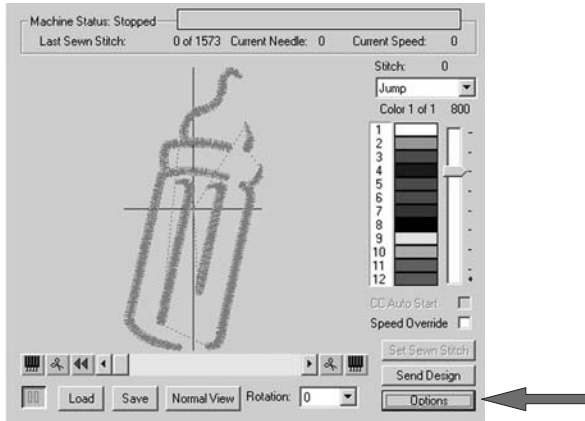 Machine Status: Stopped
Last Sewn Stitch: 0 of 1573 Current Needle: 0 Current Speed: 0
Stitch: 0
Jump
Color 1 of 1 800
1
2
3
4
5
6
7
8
9
10
11
12
CC Auto Start
Speed Override
Set Sewn Stitch
Send Design
Load Save Normal View Rotation: 0 Options